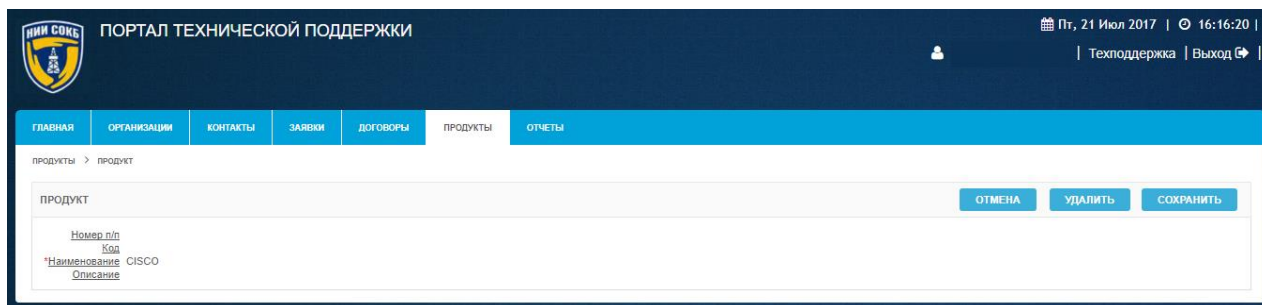 НИИ СОКБ
ПОРТАЛ ТЕХНИЧЕСКОЙ ПОДДЕРЖКИ
Пт, 21 Июл 2017 | 16:16:20 |
| Техподдержка | Выход |
ГЛАВНАЯ ОРГАНИЗАЦИИ КОНТАКТЫ ЗАЯВКИ ДОГОВОРЫ ПРОДУКТЫ ОТЧЕТЫ
ПРОДУКТЫ > ПРОДУКТ
ПРОДУКТ ОТМЕНА УДАЛИТЬ СОХРАНИТЬ
Номер п/п
Код
*Наименование CISCO
Описание